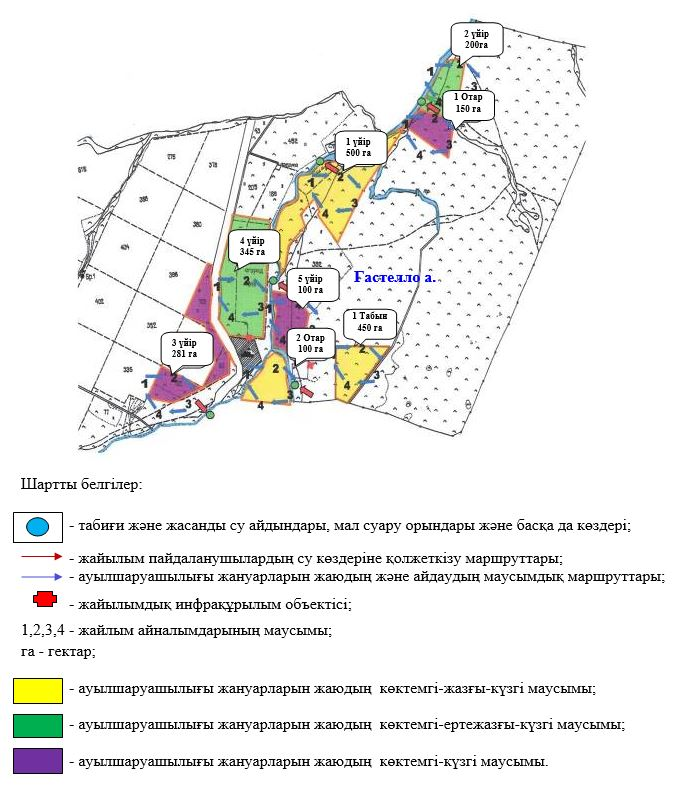 2 үйір
200га
1 Отар
150 га
1 үйір
500 га
4 үйір
345 га
5 үйір
100 га
Ғастелло а.
1 Табын
450 га
3 үйір
281 га
2 Отар
100 га
Шартты белгілер:
- табиғи және жасанды су айдындары, мал суару орындары және басқа да көздері;
- жайылым пайдаланушылардың су көздеріне қолжеткізу маршруттары;
- ауылшаруашылығы жануарларын жаюдың және айдаудың маусымдық маршруттары;
- жайылымдық инфрақұрылым объектісі;
1,2,3,4 - жайлым айналымдарының маусымы;
га - гектар;
- ауылшаруашылығы жануарларын жаюдың көктемгі-жазғы-күзгі маусымы;
- ауылшаруашылығы жануарларын жаюдың көктемгі-ертежазғы-күзгі маусымы;
- ауылшаруашылығы жануарларын жаюдың көктемгі-күзгі маусымы.